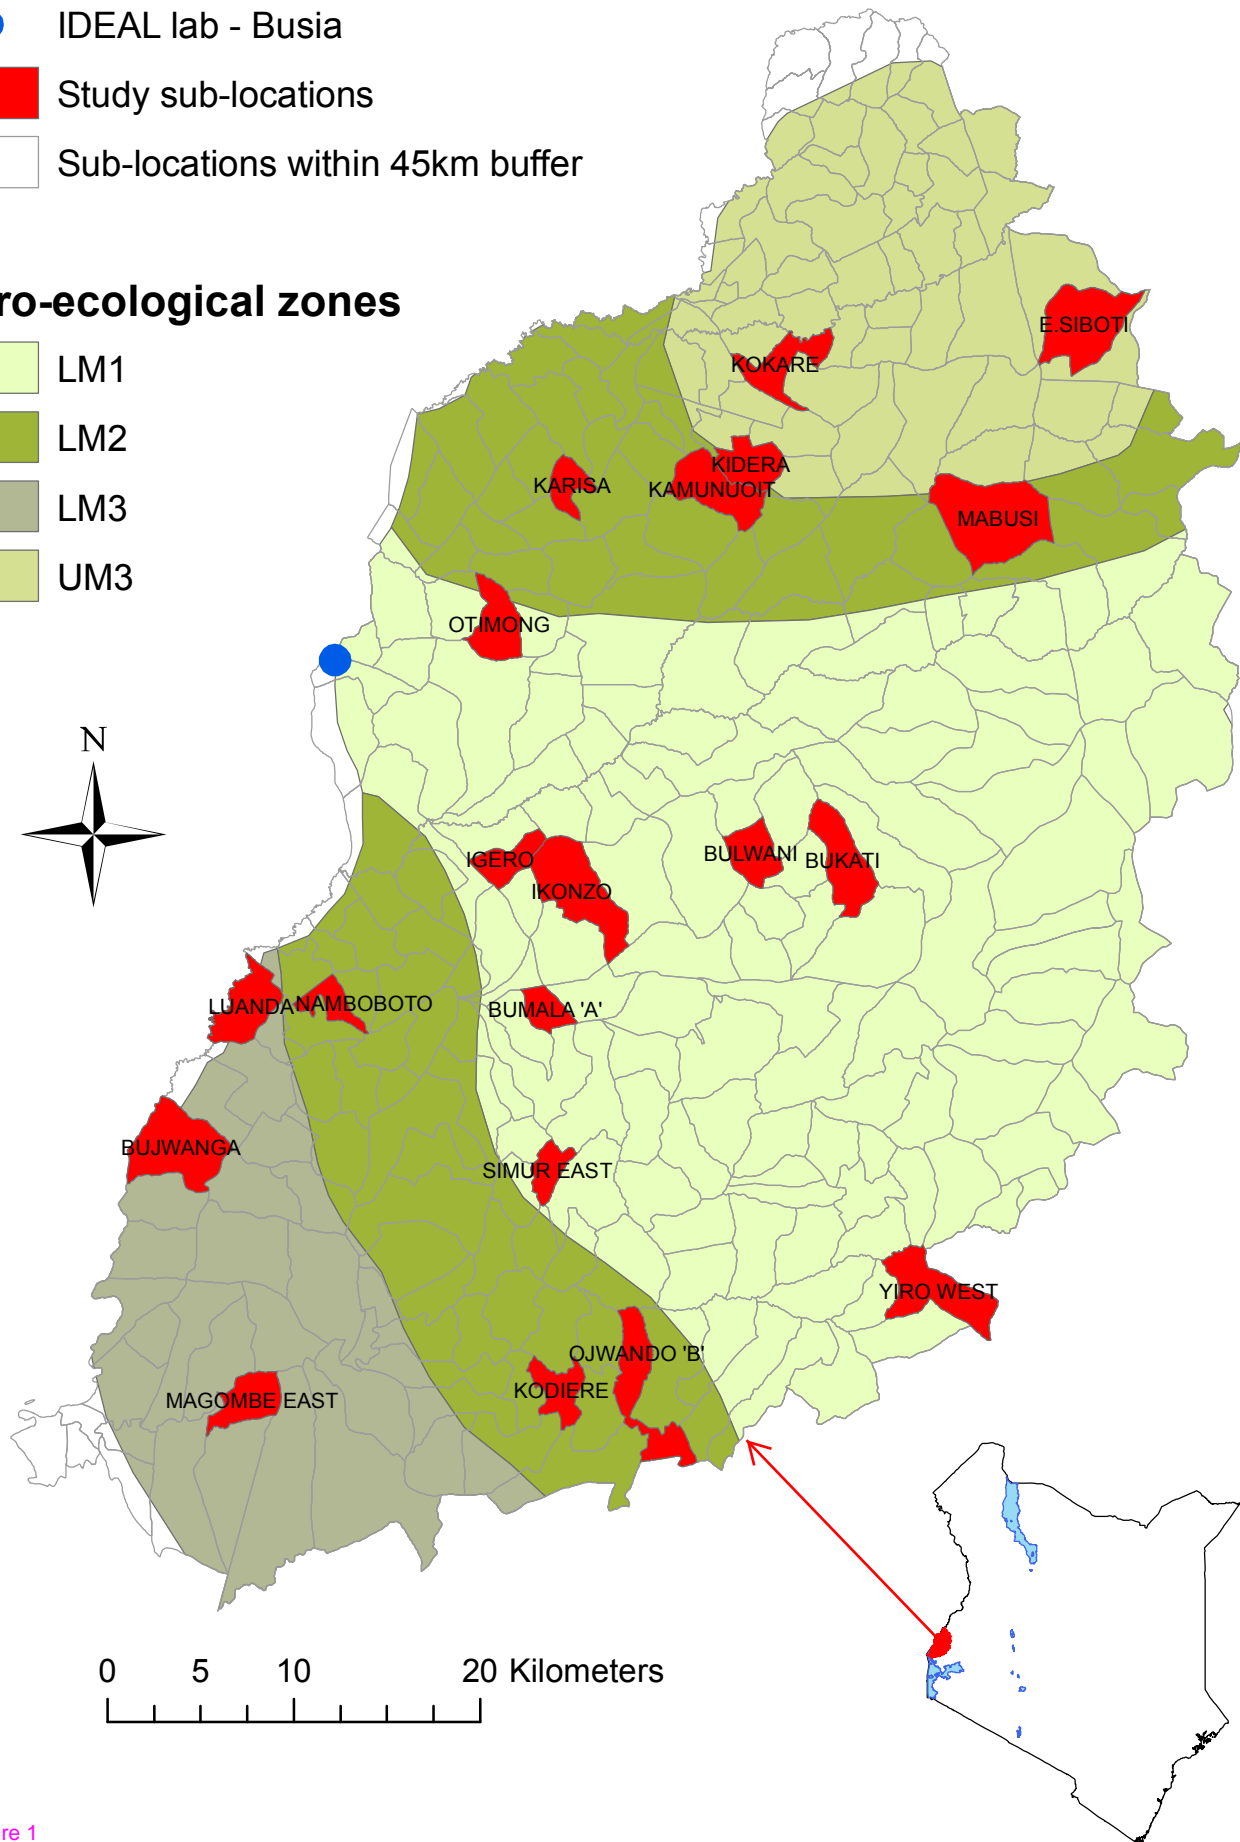 IDEAL lab - Busia
Study sub-locations
Sub-locations within 45km buffer
ro-ecological zones
LM1
LM2
LM3
UM3
E.SIBOTI
KOKARE
KIDERA
KARISA
KAMUNUOIT
MABUSI
OTIMONG
N
IGERO
BULWANI
BUKATI
IKONZO
LUANDA
NAMBOBOTO
BUMALA 'A'
BUJWANGA
SIMUR EAST
YIRO WEST
OJWANDO 'B'
KODIERE
MAGOMBE EAST
0 5 10 20 Kilometers
re 1